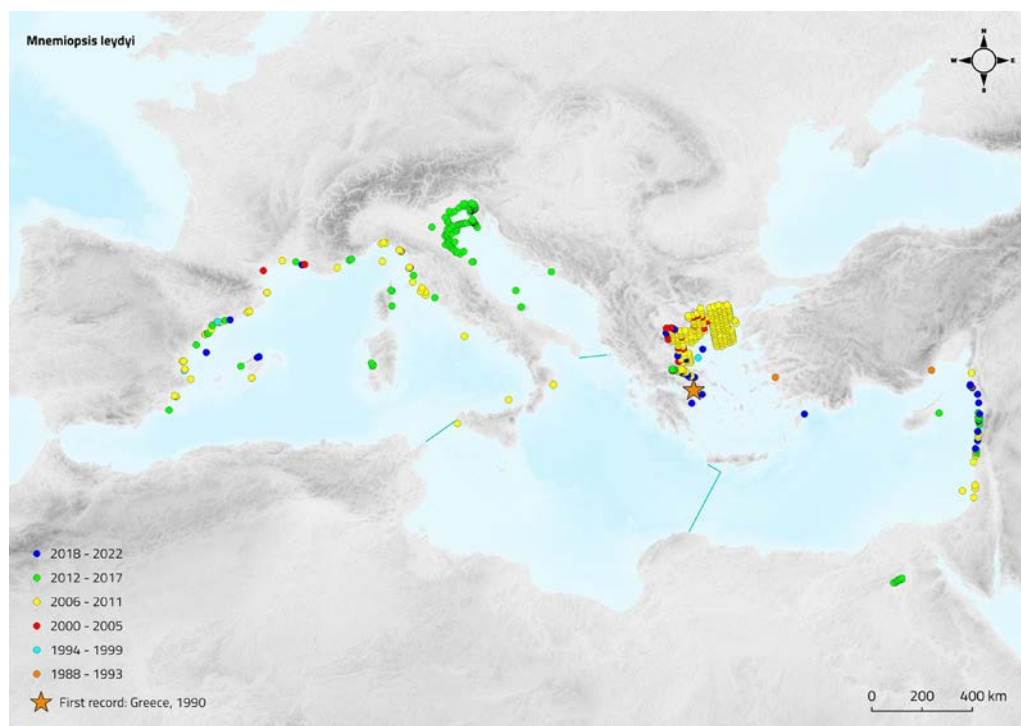 Mnemiopsis leydyi
N
W E
S
2018 - 2022
2012 - 2017
2006 - 2011
2000 - 2005
1994 - 1999
1988 - 1993
First record: Greece, 1990
0 200 400 km